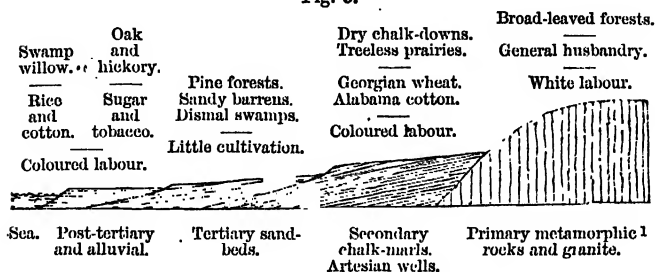 Fig. 6.
Swamp willow.
Rice and cotton.
Oak and hickory.
Sugar and tobacco.
Coloured labour.
Pine forests.
Sandy barrens.
Dismal swamps.
Little cultivation.
Dry chalk-downs.
Treeless prairies.
Georgian wheat.
Alabama cotton.
Coloured labour.
Broad-leaved forests.
General husbandry.
White labour.
Sea.
Post-tertiary
and alluvial.
Tertiary sand-
beds.
Secondary
chalk-marls.
Artesian wells.
Primary metamorphic 1
rocks and granite.